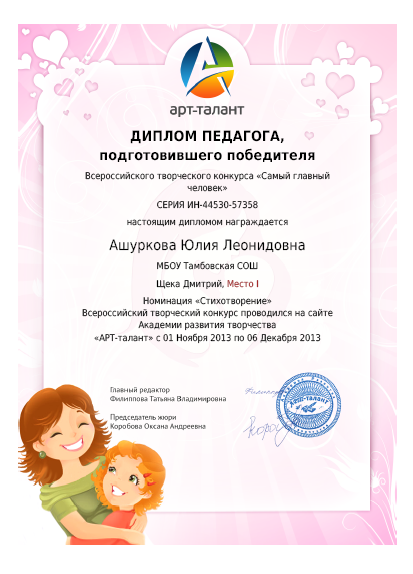 арт-талант
ДИПЛОМ ПЕДАГОГА,
подготовившего победителя
Всероссийского творческого конкурса «Самый главный
человек»
СЕРИЯ ИН-44530-57358
настоящим дипломом награждается
Ашуркова Юлия Леонидовна
МБОУ Тамбовская СОШ
Щека Дмитрий, Место I
Номинация «Стихотворение»
Всероссийский творческий конкурс проводился на сайте
Академии развития творчества
«АРТ-талант» с 01 Ноября 2013 по 06 Декабря 2013
Главный редактор
Филиппова Татьяна Владимировна
Председатель жюри
Коробова Оксана Андреевна
АРТ-талант